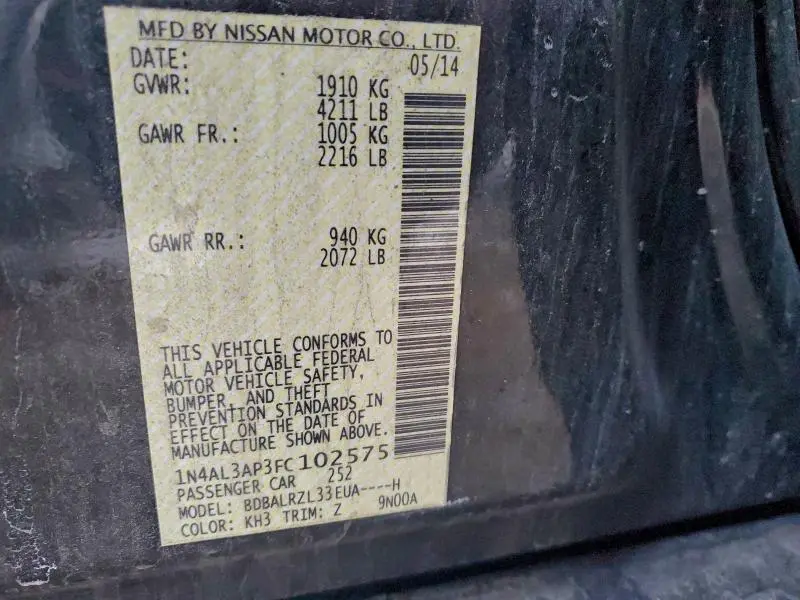 MFD BY NISSAN MOTOR CO., LTD.
DATE: 05/14
GVWR: 1910 KG
4211 LB
GAWR FR.: 1005 KG
2216 LB
GAWR RR.: 940 KG
2072 LB
THIS VEHICLE CONFORMS TO
ALL APPLICABLE FEDERAL
MOTOR VEHICLE SAFETY,
BUMPER, AND THEFT
PREVENTION STANDARDS IN
EFFECT ON THE DATE OF
MANUFACTURE SHOWN ABOVE.
1N4AL3AP3FC102575
PASSENGER CAR 252
MODEL: BDBALRZL33EUA----H
COLOR: KH3 TRIM: Z 9N00A